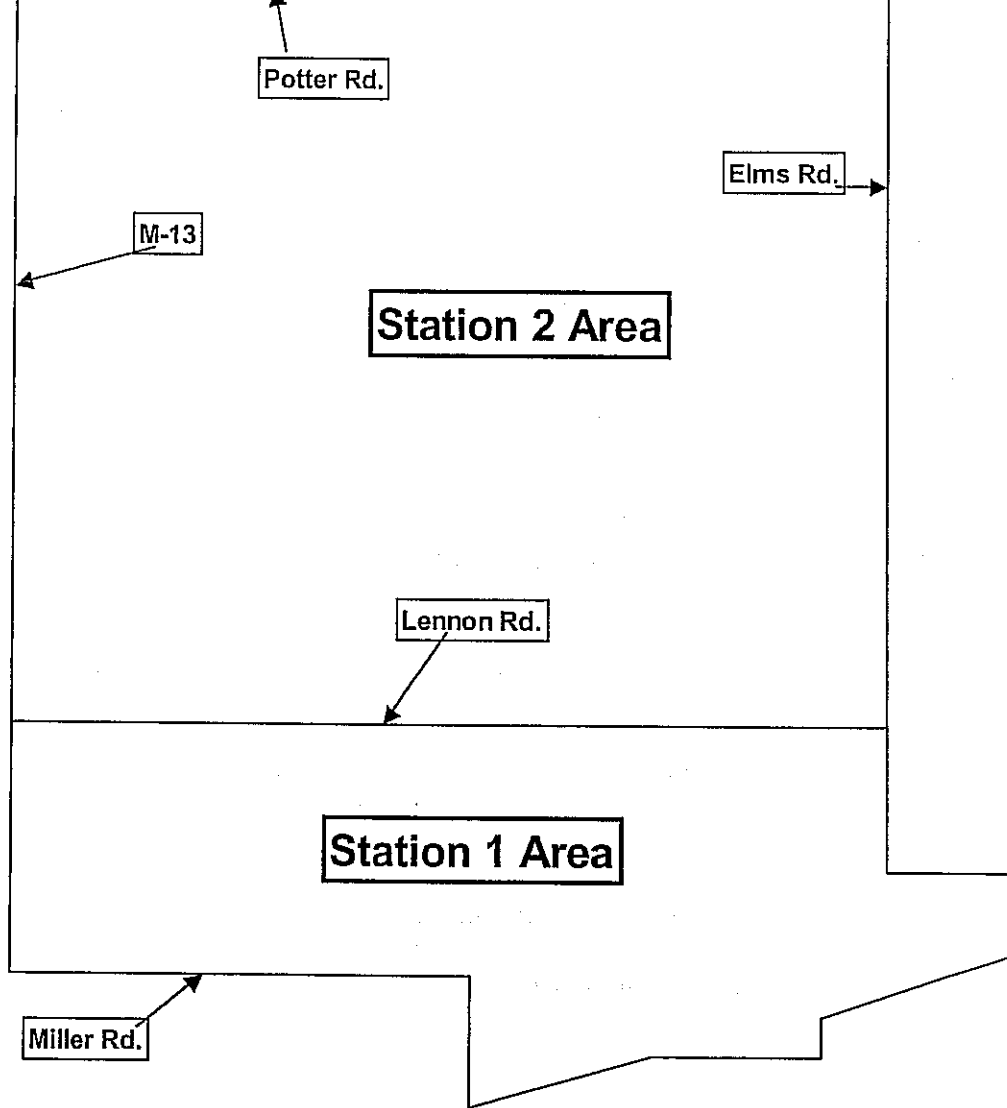 Potter Rd.
Elms Rd.
M-13
Station 2 Area
Lennon Rd.
Station 1 Area
Miller Rd.